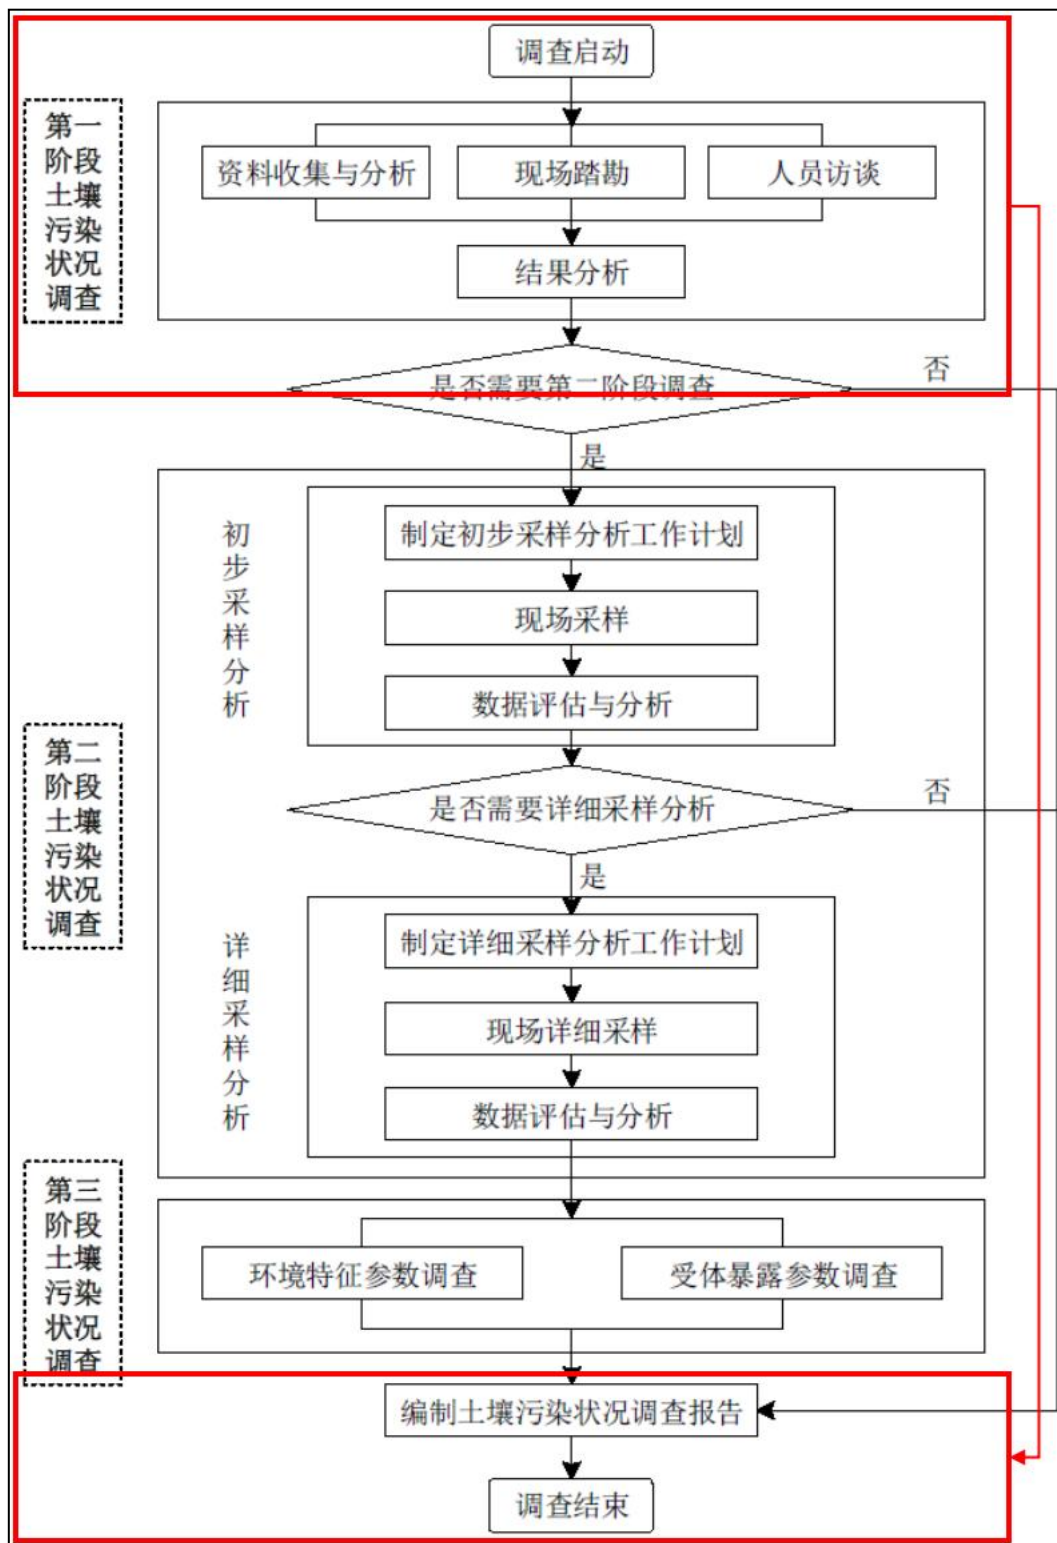 调查启动
第一
阶段
土壤
污染
状况
调查
资料收集与分析
现场踏勘
人员访谈
结果分析
是否需要第二阶段调查
否
是
第二
阶段
土壤
污染
状况
调查
初
步
采
样
分
析
制定初步采样分析工作计划
现场采样
数据评估与分析
是否需要详细采样分析
否
是
详
细
采
样
分
析
制定详细采样分析工作计划
现场详细采样
数据评估与分析
第三
阶段
土壤
污染
状况
调查
环境特征参数调查
受体暴露参数调查
编制土壤污染状况调查报告
调查结束